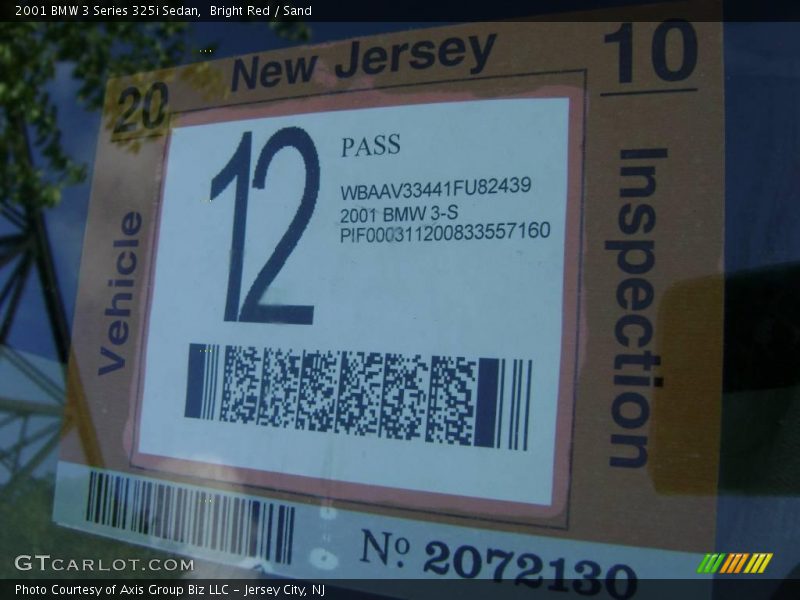 2001 BMW 3 Series 325i Sedan,  Bright Red / Sand
20 New Jersey 10
12
PASS
WBAAV33441FU82439
2001 BMW 3-S
PIF000311200833557160
Vehicle
Inspection
Nº 2072130
GTCARLOT.COM
Photo Courtesy of Axis Group Biz LLC - Jersey City, NJ